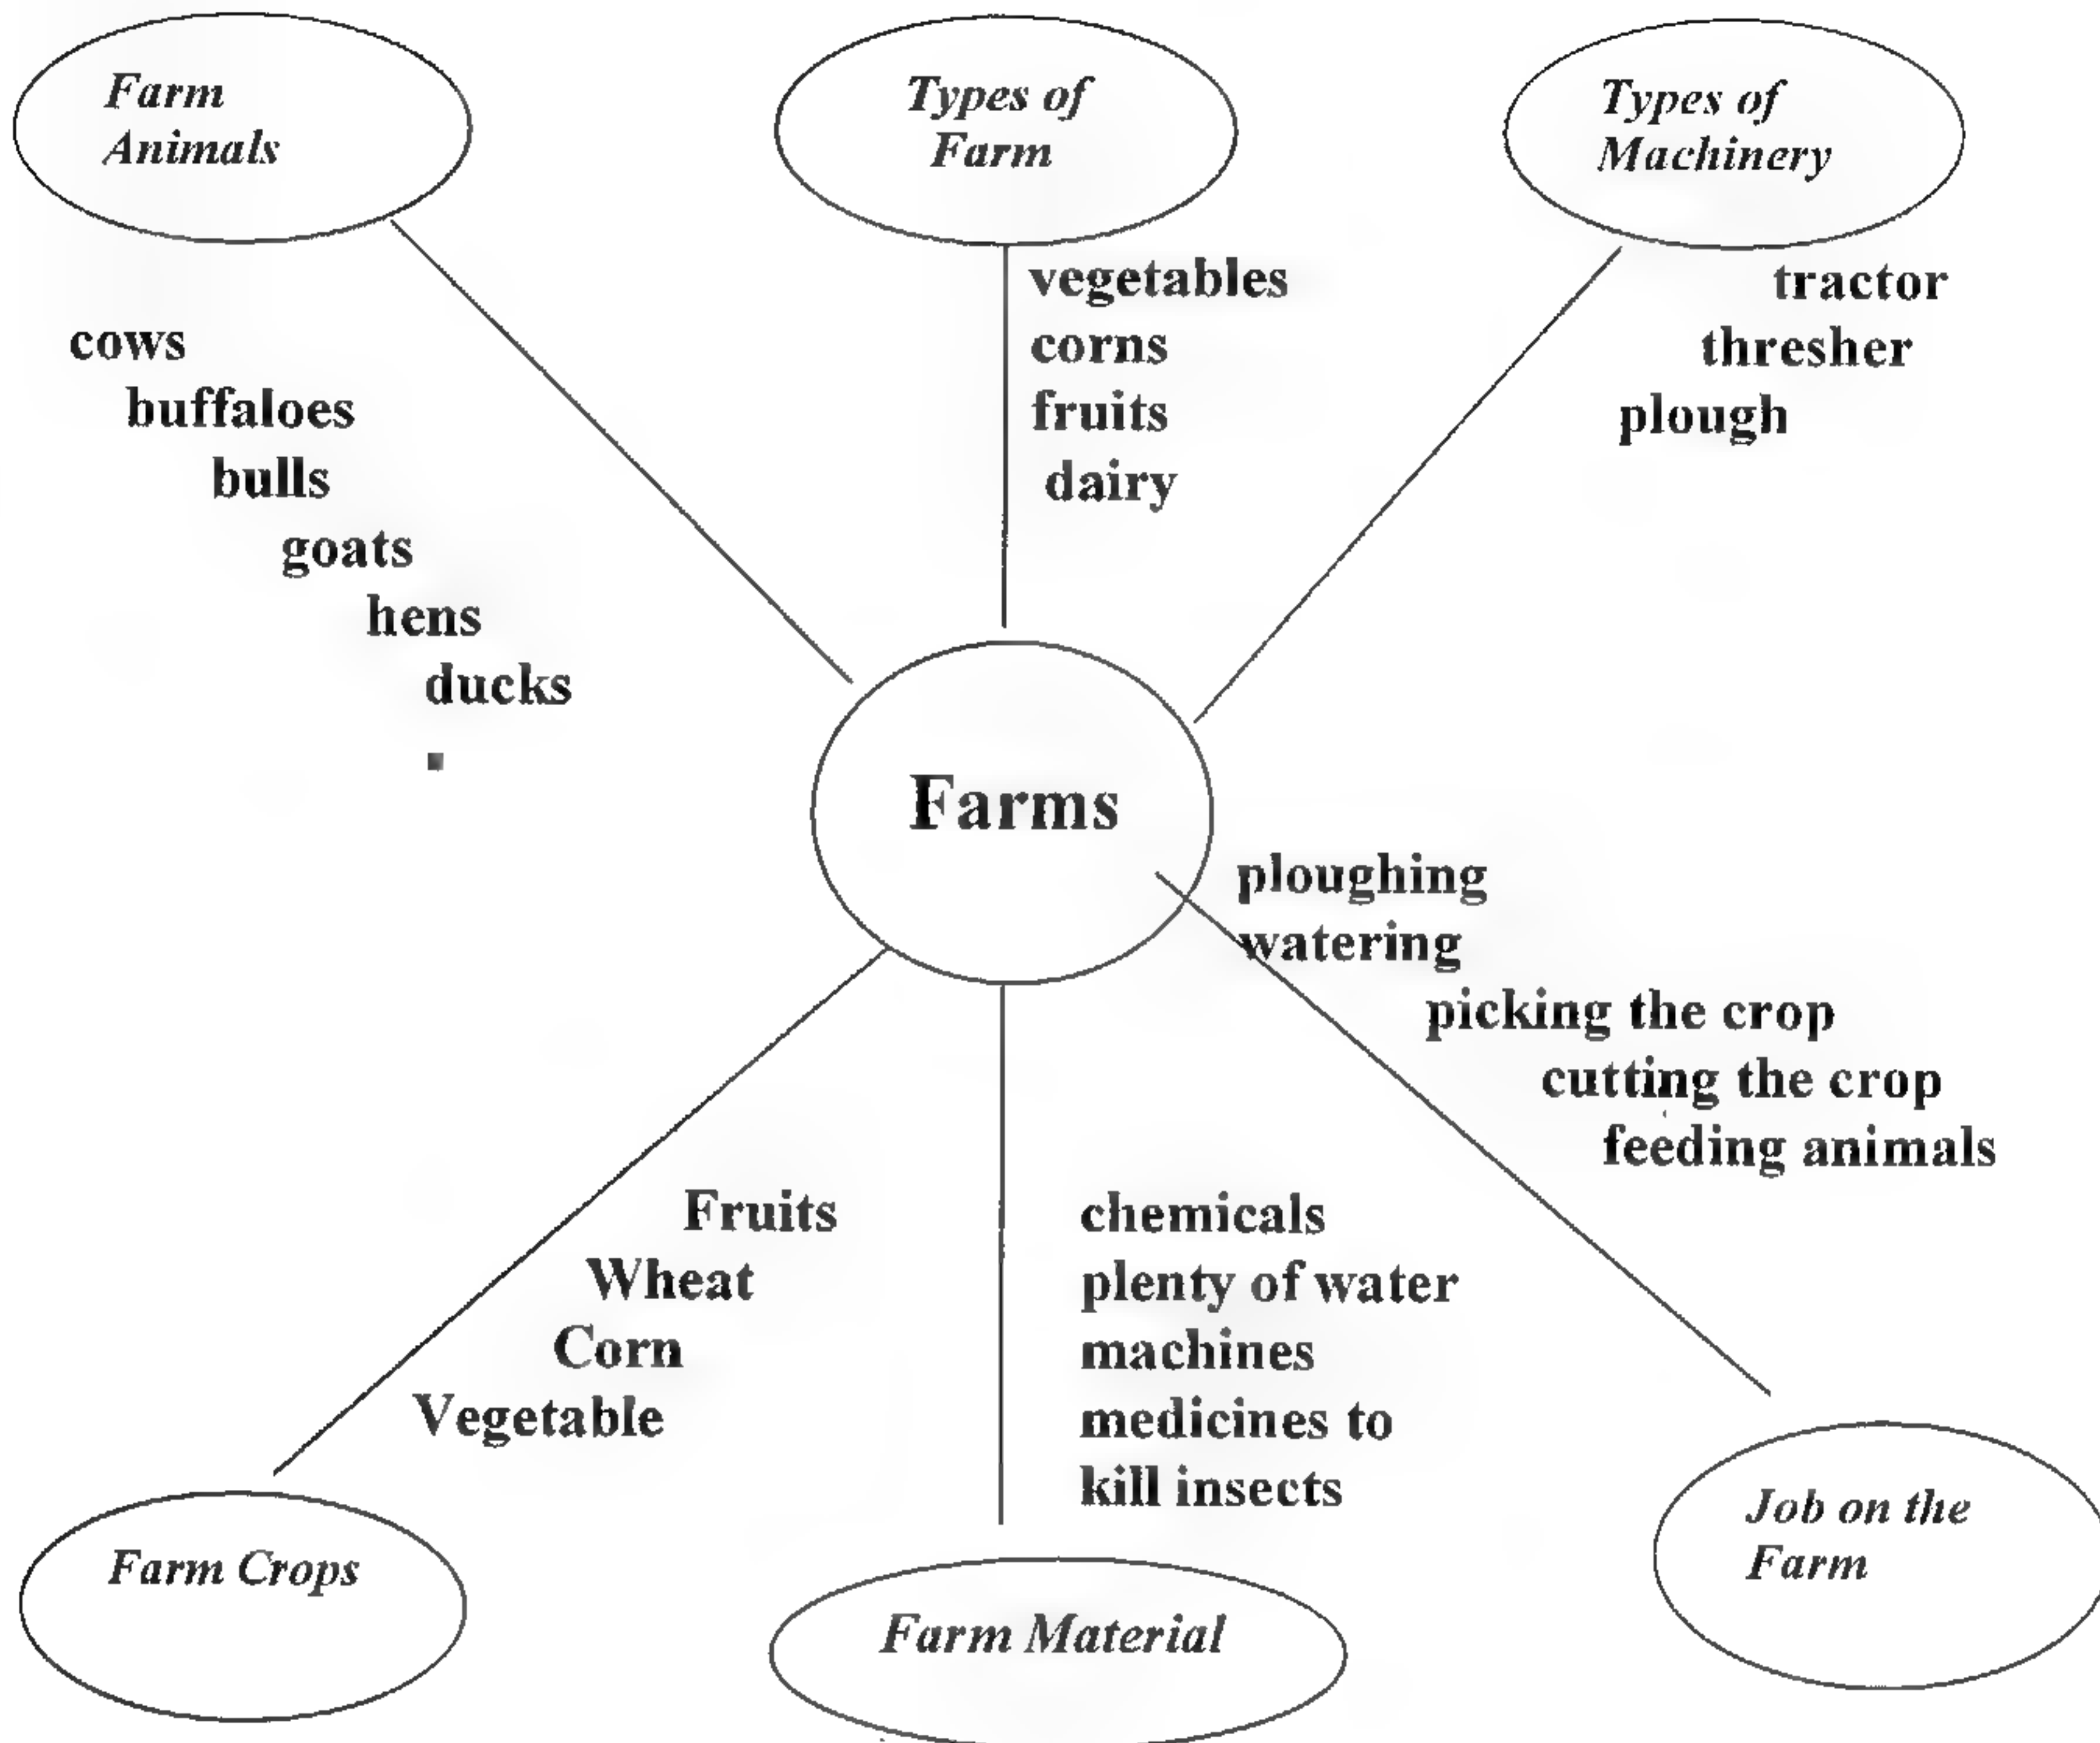 Farm
Animals
Types of
Farm
Types of
Machinery
cows
buffaloes
bulls
goats
hens
ducks
vegetables
corns
fruits
dairy
tractor
thresher
plough
Farms
ploughing
watering
picking the crop
cutting the crop
feeding animals
Fruits
Wheat
Corn
Vegetable
chemicals
plenty of water
machines
medicines to
kill insects
Farm Crops
Farm Material
Job on the
Farm